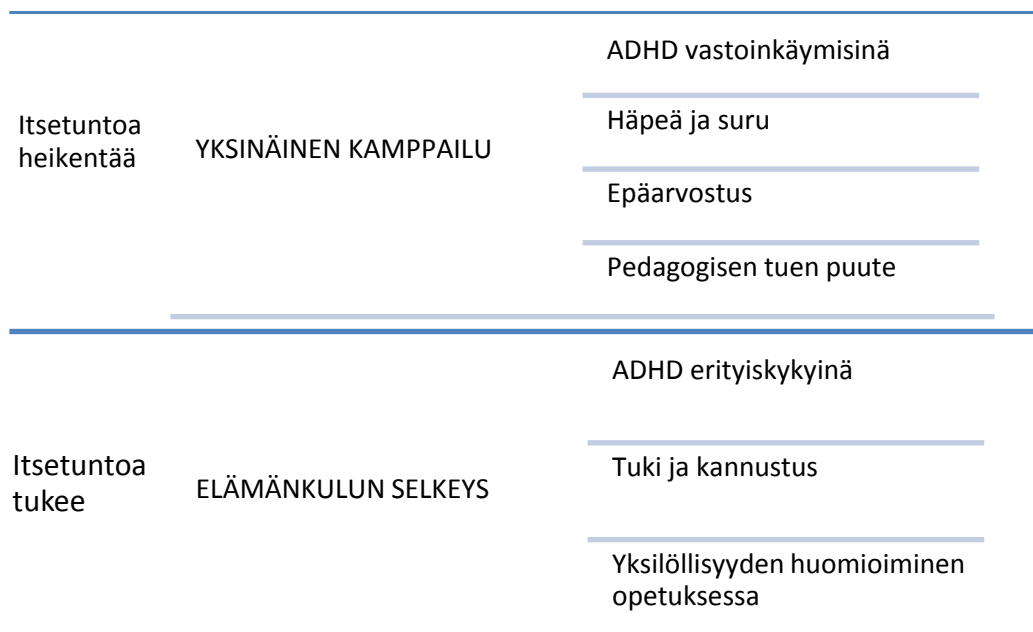 Itsetuntoa
heikentää
YKSINÄINEN KAMPPAILU
ADHD vastoinkäymisinä
Häpeä ja suru
Epäarvostus
Pedagogisen tuen puute
Itsetuntoa
tukee
ELÄMÄNKULUN SELKEYS
ADHD erityiskykyinä
Tuki ja kannustus
Yksilöllisyyden huomioiminen
opetuksessa